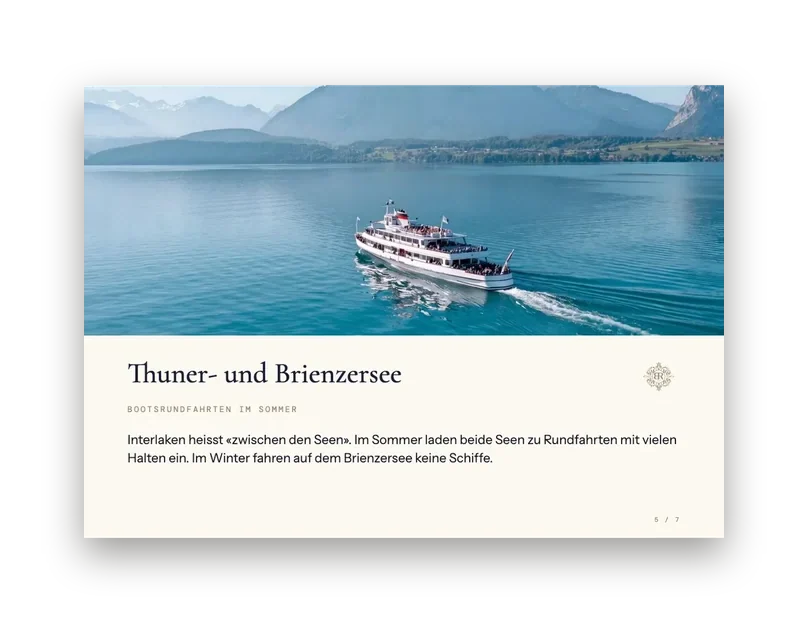 Thuner- und Brienzersee
BOOTSRUNDFAHRTEN IM SOMMER
Interlaken heisst «zwischen den Seen». Im Sommer laden beide Seen zu Rundfahrten mit vielen
Halten ein. Im Winter fahren auf dem Brienzersee keine Schiffe.
5 / 7